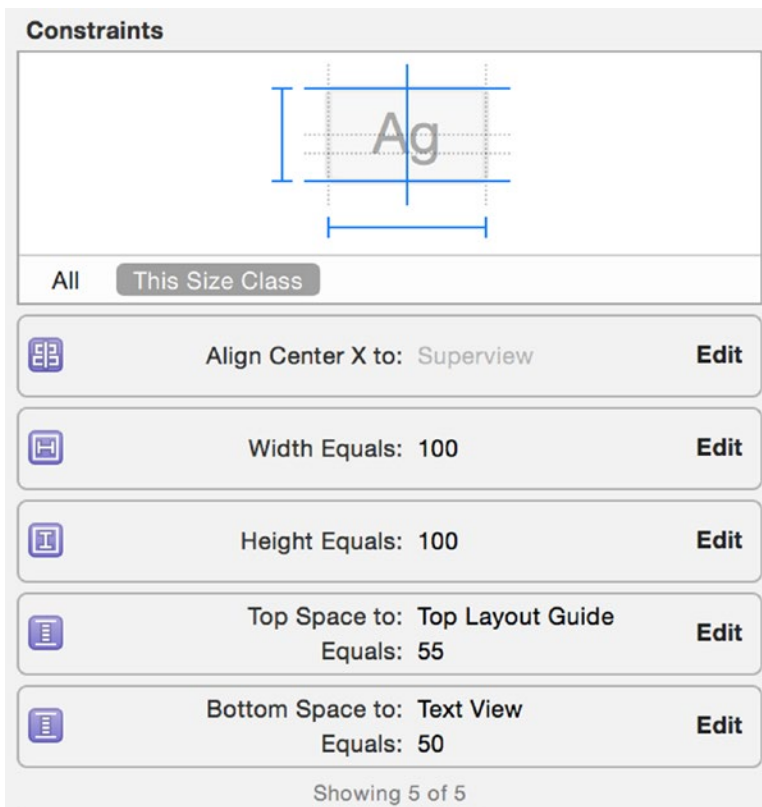 Constraints
Ag
All This Size Class
Align Center X to: Superview Edit
Width Equals: 100 Edit
Height Equals: 100 Edit
Top Space to: Top Layout Guide
Equals: 55 Edit
Bottom Space to: Text View
Equals: 50 Edit
Showing 5 of 5